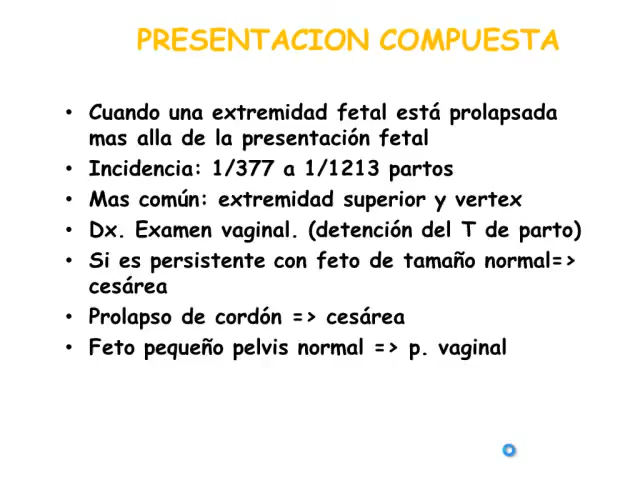 PRESENTACION COMPUESTA
• Cuando una extremidad fetal está prolapsada
mas alla de la presentación fetal
• Incidencia: 1/377 a 1/1213 partos
• Mas común: extremidad superior y vertex
• Dx. Examen vaginal. (detención del T de parto)
• Si es persistente con feto de tamaño normal=>
cesárea
• Prolapso de cordón => cesárea
• Feto pequeño pelvis normal => p. vaginal